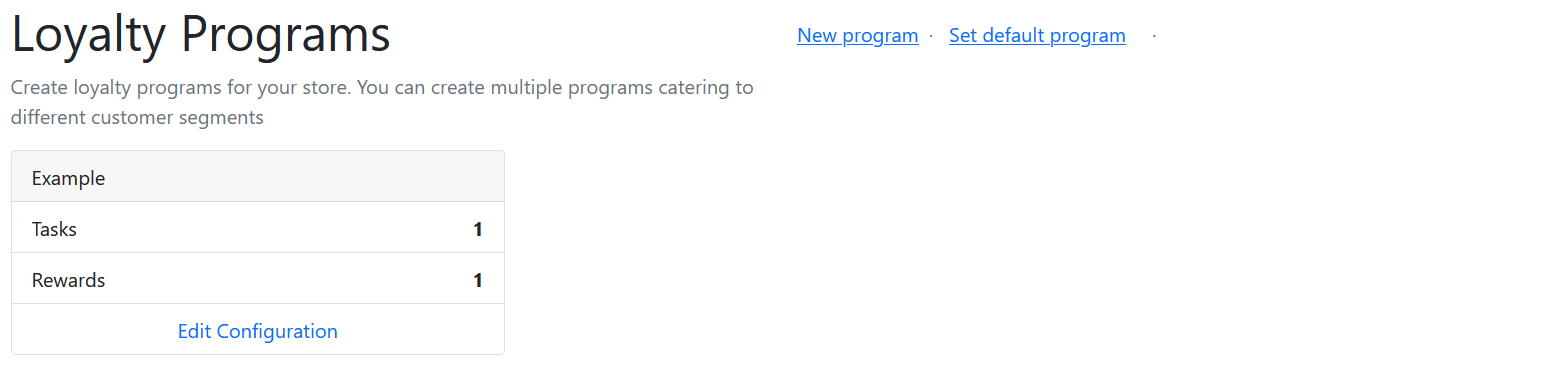 Loyalty Programs
New program · Set default program ·
Create loyalty programs for your store. You can create multiple programs catering to
different customer segments
Example
Tasks 1
Rewards 1
Edit Configuration